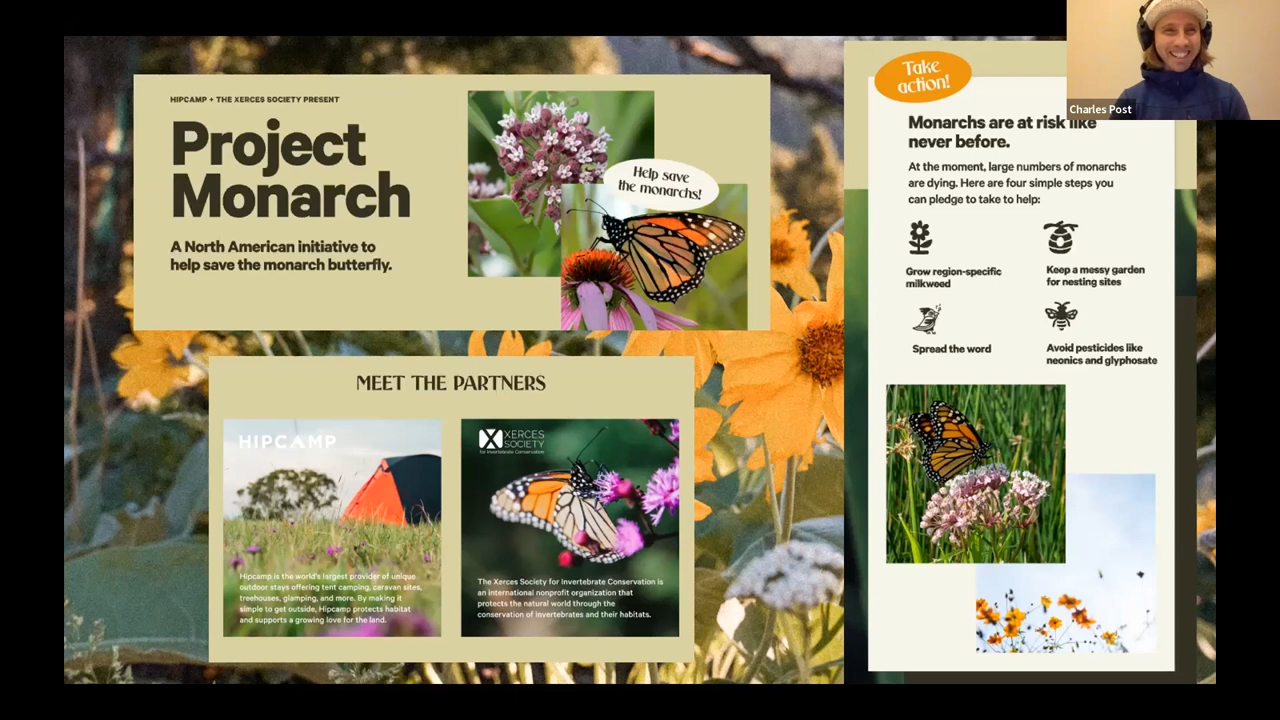 HIPCAMP + THE XERCES SOCIETY PRESENT
Project
Monarch
A North American initiative to
help save the monarch butterfly.
Help save
the monarchs!
MEET THE PARTNERS
HIPCAMP
Hipcamp is the world's largest provider of unique
outdoor stays offering tent camping, caravan sites,
treehouses, glamping, and more. By making it
simple to get outside, Hipcamp protects habitat
and supports a growing love for the land.
XERCES
SOCIETY
for Invertebrate Conservation
The Xerces Society for Invertebrate Conservation is
an international nonprofit organization that
protects the natural world through the
conservation of invertebrates and their habitats.
Take
action!
Charles Post
Monarchs are at risk like
never before.
At the moment, large numbers of monarchs
are dying. Here are four simple steps you
can pledge to take to help:
Grow region-specific
milkweed
Keep a messy garden
for nesting sites
Spread the word
Avoid pesticides like
neonics and glyphosate